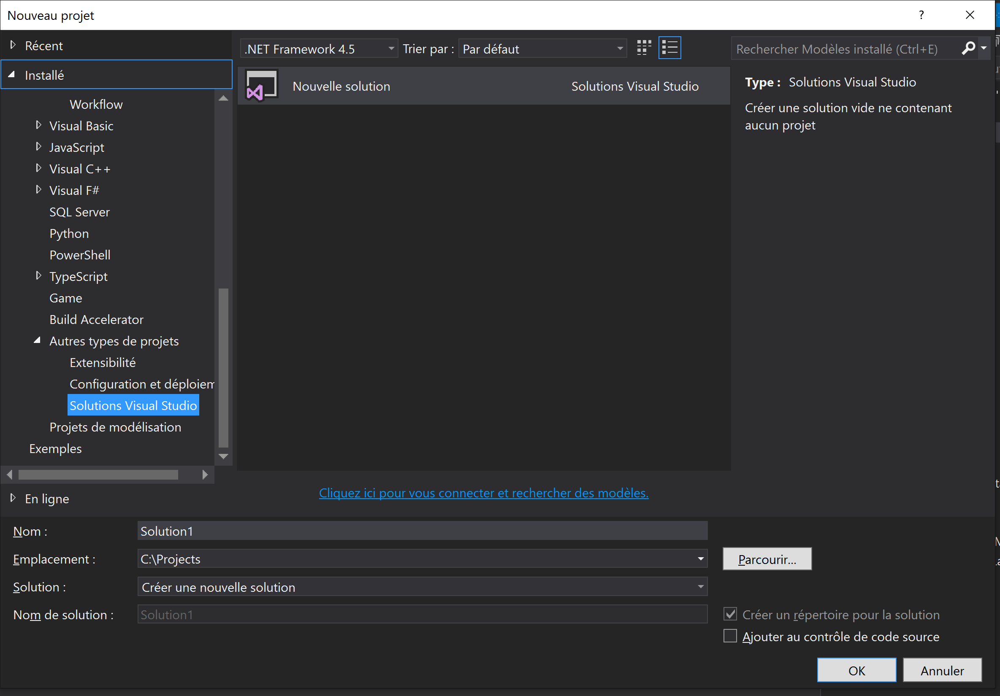 Nouveau projet
?
Récent
Installé
Workflow
Visual Basic
JavaScript
Visual C++
Visual F#
SQL Server
Python
PowerShell
TypeScript
Game
Build Accelerator
Autres types de projets
Extensibilité
Configuration et déploiem
Solutions Visual Studio
Projets de modélisation
Exemples
En ligne
.NET Framework 4.5 Trier par : Par défaut
Nouvelle solution Solutions Visual Studio
Cliquez ici pour vous connecter et rechercher des modèles.
Rechercher Modèles installé (Ctrl+E)
Type : Solutions Visual Studio
Créer une solution vide ne contenant
aucun projet
Nom : Solution1
Emplacement : C:\Projects Parcourir...
Solution : Créer une nouvelle solution
Nom de solution : Solution1
Créer un répertoire pour la solution
Ajouter au contrôle de code source
OK Annuler